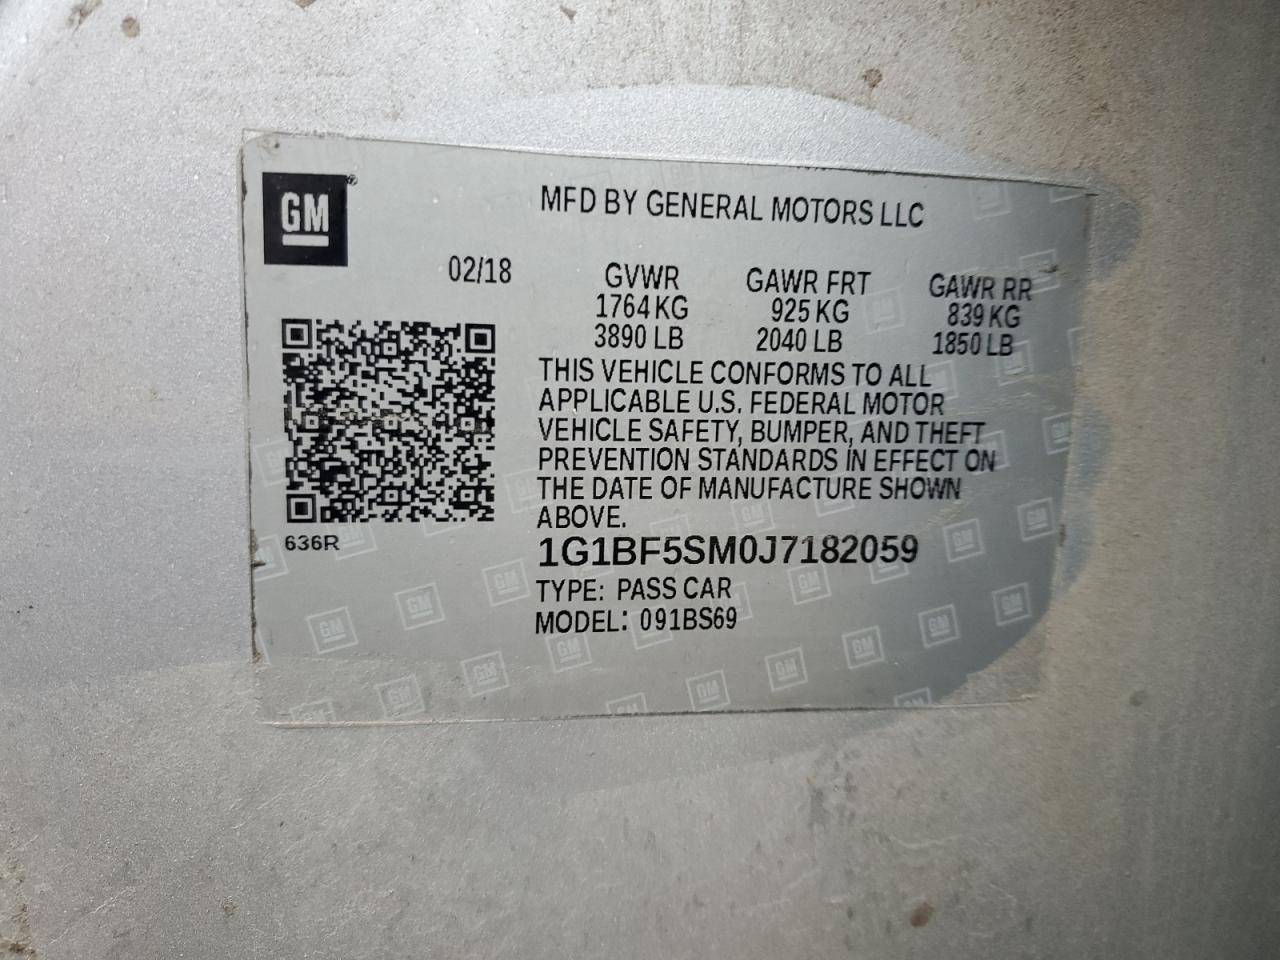 GM®
MFD BY GENERAL MOTORS LLC
02/18 GVWR GAWR FRT GAWR RR
1764 KG 925 KG 839 KG
3890 LB 2040 LB 1850 LB
THIS VEHICLE CONFORMS TO ALL
APPLICABLE U.S. FEDERAL MOTOR
VEHICLE SAFETY, BUMPER, AND THEFT
PREVENTION STANDARDS IN EFFECT ON
THE DATE OF MANUFACTURE SHOWN
ABOVE.
636R
1G1BF5SM0J7182059
TYPE: PASS CAR
MODEL: 091BS69